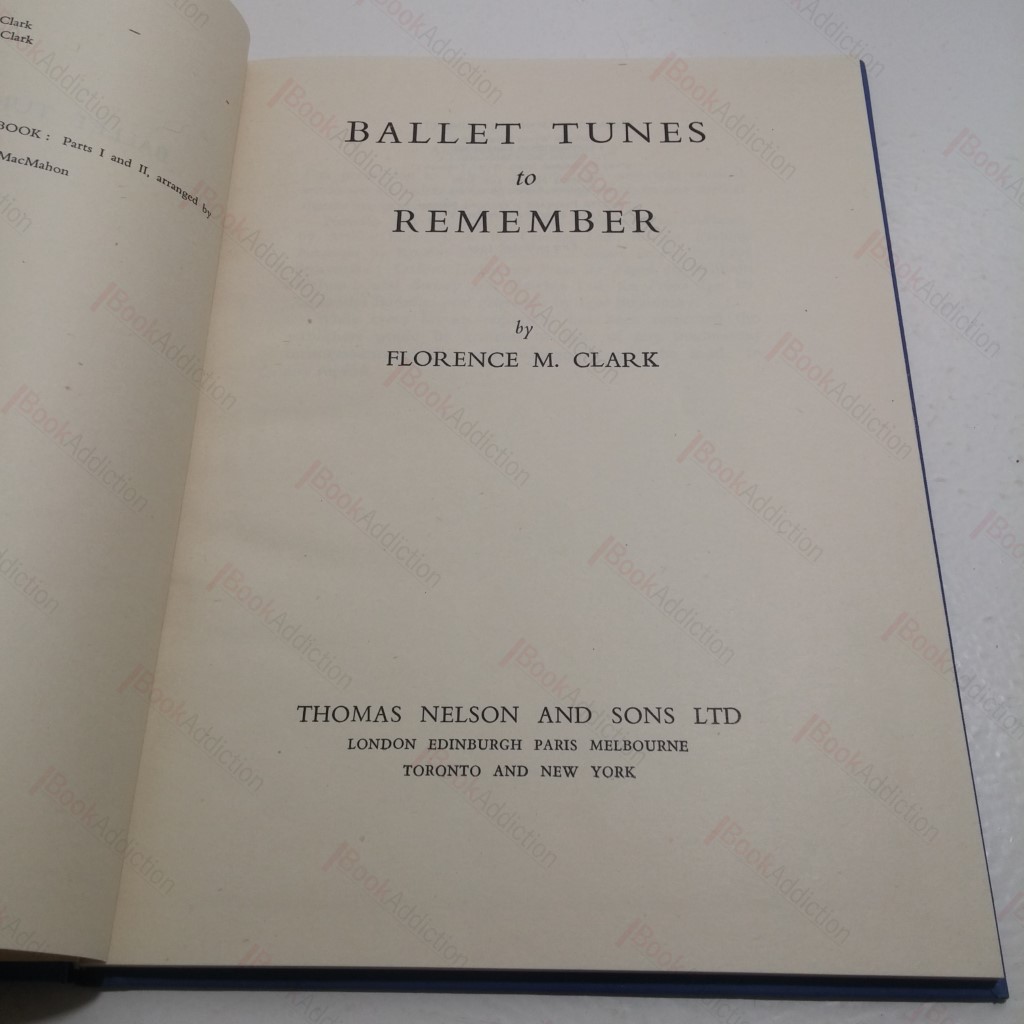 Clark
Clark
BOOK : Parts I and II, arranged by
MacMahon
BALLET TUNES
to
REMEMBER
by
FLORENCE M. CLARK
THOMAS NELSON AND SONS LTD
LONDON EDINBURGH PARIS MELBOURNE
TORONTO AND NEW YORK
BookAddiction